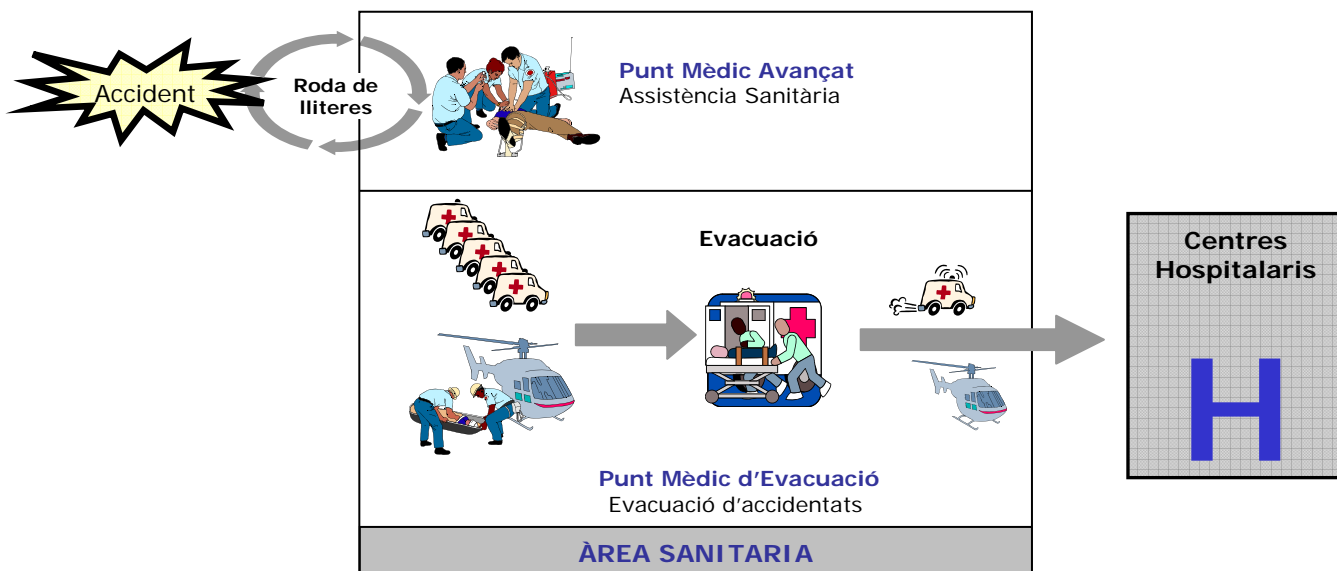 Accident
Roda de
lliteres
Punt Mèdic Avançat
Assistència Sanitària
Evacuació
Punt Mèdic d'Evacuació
Evacuació d'accidentats
ÀREA SANITARIA
Centres
Hospitalaris
H